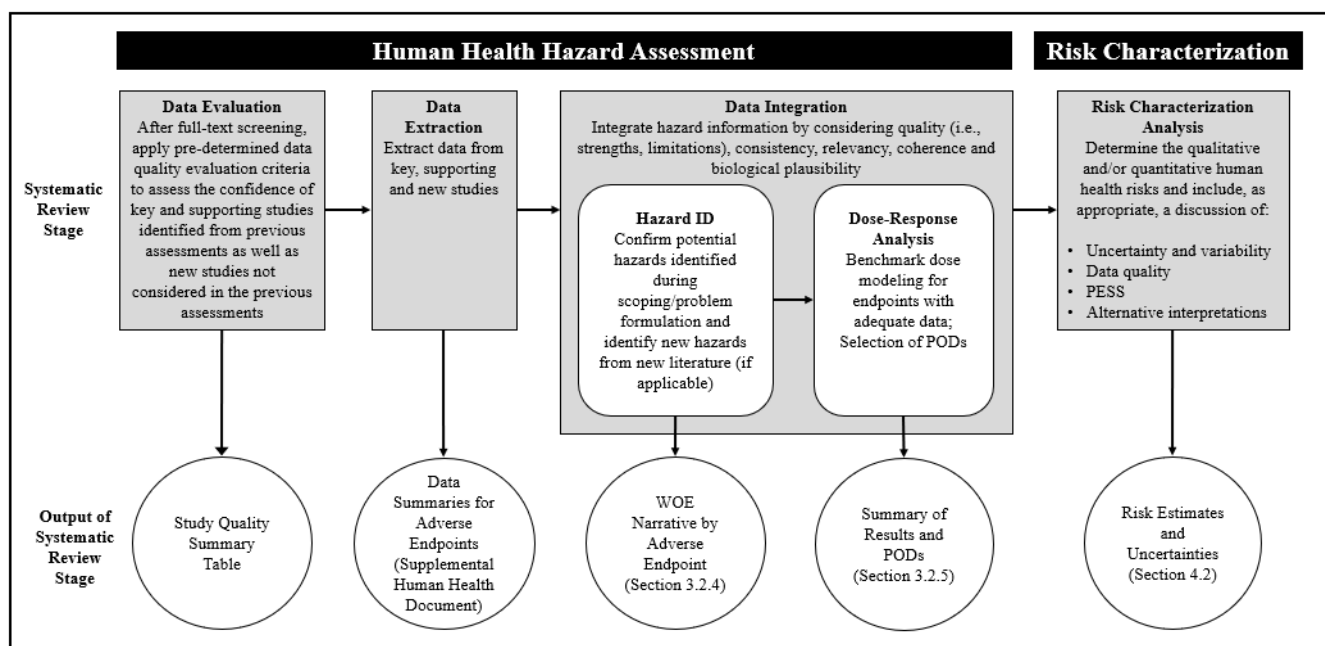 Human Health Hazard Assessment
Risk Characterization
Systematic
Review
Stage
Data Evaluation
After full-text screening,
apply pre-determined data
quality evaluation criteria
to assess the confidence of
key and supporting studies
identified from previous
assessments as well as
new studies not
considered in the previous
assessments
Data
Extraction
Extract data from
key, supporting
and new studies
Data Integration
Integrate hazard information by considering quality (i.e.,
strengths, limitations), consistency, relevancy, coherence and
biological plausibility
Hazard ID
Confirm potential
hazards identified
during
scoping/problem
formulation and
identify new hazards
from new literature (if
applicable)
Dose-Response
Analysis
Benchmark dose
modeling for
endpoints with
adequate data;
Selection of PODs
Risk Characterization
Analysis
Determine the qualitative
and/or quantitative human
health risks and include, as
appropriate, a discussion of:
• Uncertainty and variability
• Data quality
• PESS
• Alternative interpretations
Output of
Systematic
Review
Stage
Study Quality
Summary
Table
Data
Summaries for
Adverse
Endpoints
(Supplemental
Human Health
Document)
WOE
Narrative by
Adverse
Endpoint
(Section 3.2.4)
Summary of
Results and
PODs
(Section 3.2.5)
Risk Estimates
and
Uncertainties
(Section 4.2)